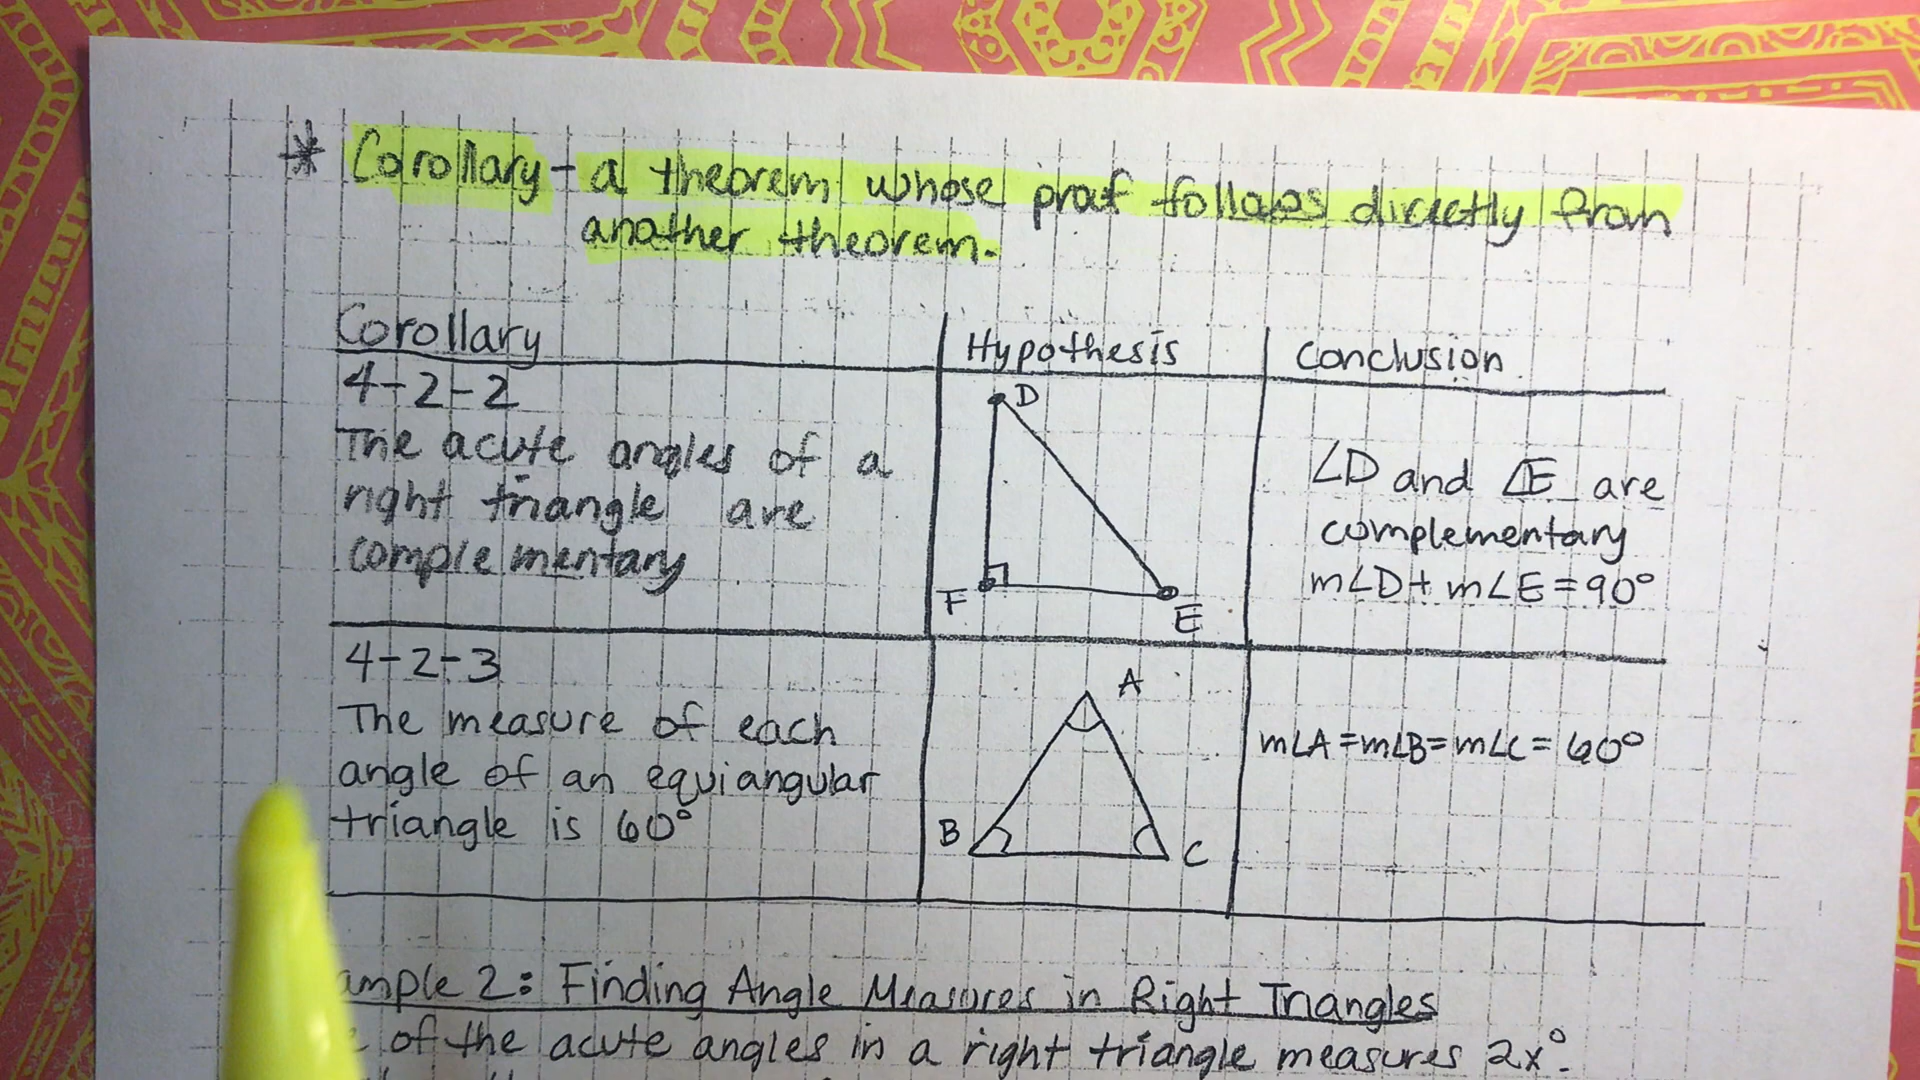 * Corollary - a theorem whose proof follows directly from
another theorem.
Corollary
Hypothesis
Conclusion
4-2-2
The acute angles of a
right triangle are
complementary
D
F
E
∠D and ∠E are
complementary
m∠D + m∠E = 90°
4-2-3
The measure of each
angle of an equiangular
triangle is 60°
A
B
C
m∠A = m∠B = m∠C = 60°
ample 2: Finding Angle Measures in Right Triangles
of the acute angles in a right triangle measures 2x°.